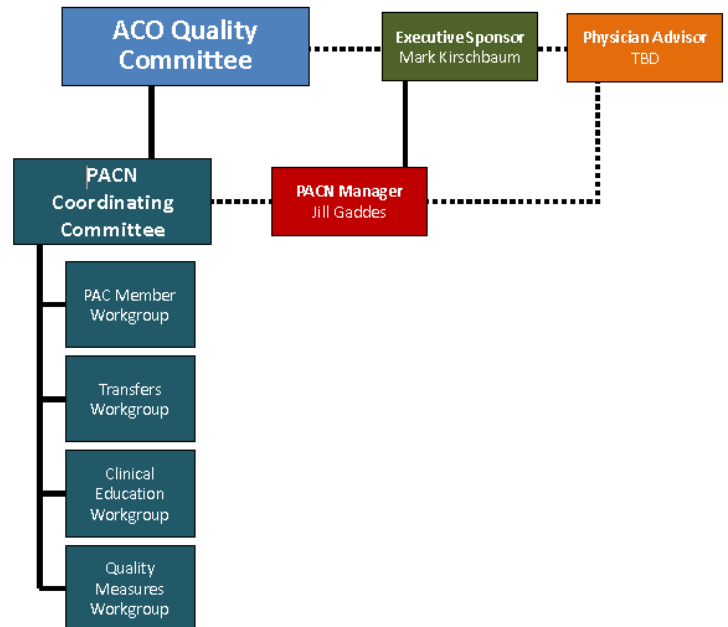 ACO Quality
Committee
Executive Sponsor
Mark Kirschbaum
Physician Advisor
TBD
PACN
Coordinating
Committee
PACN Manager
Jill Gaddes
PAC Member
Workgroup
Transfers
Workgroup
Clinical
Education
Workgroup
Quality
Measures
Workgroup